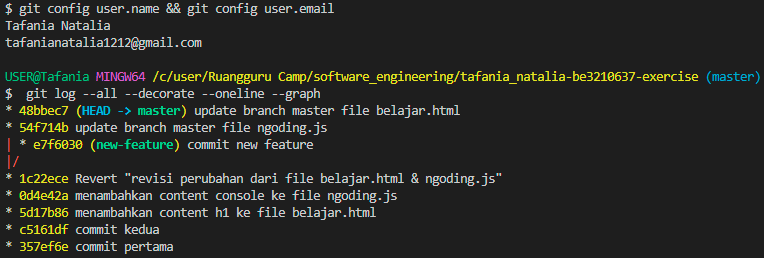 $ git config user.name && git config user.email
Tafania Natalia
tafanianatalia1212@gmail.com
USER@Tafania MINGW64 /c/user/Ruangguru Camp/software_engineering/tafania_natalia-be3210637-exercise (master)
$  git log --all --decorate --oneline --graph
* 48bbec7 (HEAD -> master) update branch master file belajar.html
* 54f714b update branch master file ngoding.js
| * e7f6030 (new-feature) commit new feature
|/
* 1c22ece Revert "revisi perubahan dari file belajar.html & ngoding.js"
* 0d4e42a menambahkan content console ke file ngoding.js
* 5d17b86 menambahkan content h1 ke file belajar.html
* c5161df commit kedua
* 357ef6e commit pertama